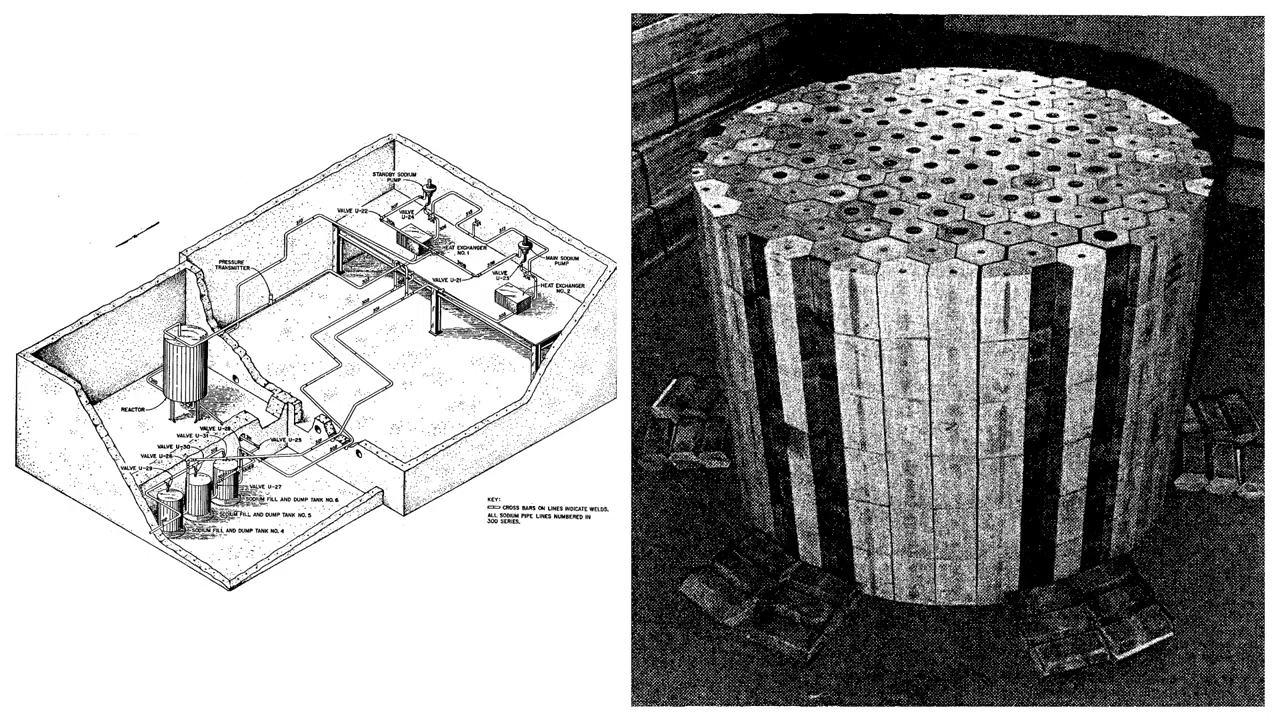 STANDBY SODIUM
PUMP
VALVE U-22
VALVE
U-24
HEAT EXCHANGER
NO. 1
MAIN SODIUM
PUMP
PRESSURE
TRANSMITTER
VALVE U-21
VALVE
U-23
HEAT EXCHANGER
NO. 2
REACTOR
VALVE U-28
VALVE U-31
VALVE U-25
VALVE U-30
VALVE U-26
VALVE U-29
VALVE U-27
SODIUM FILL AND DUMP TANK NO. 6
SODIUM FILL AND DUMP TANK NO. 5
SODIUM FILL AND DUMP TANK NO. 4
KEY:
CROSS BARS ON LINES INDICATE WELDS.
ALL SODIUM PIPE LINES NUMBERED IN
300 SERIES.